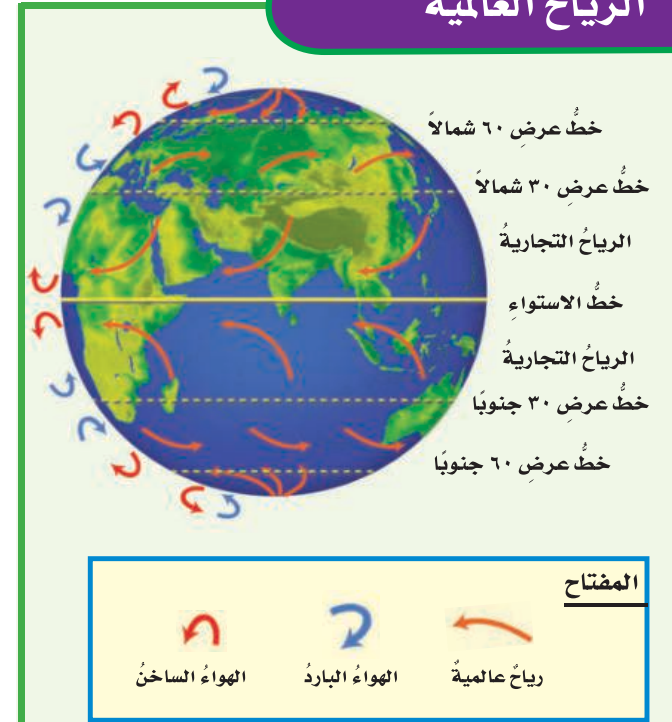 الرياح العالمية
خطُّ عرضِ ٦٠ شمالاً
خطُّ عرضِ ٣٠ شمالاً
الرياحُ التجاريةُ
خطُّ الاستواءِ
الرياحُ التجاريةُ
خطُّ عرضِ ٣٠ جنوبًا
خطُّ عرضِ ٦٠ جنوبًا
المفتاح
رياحٌ عالميةٌ
الهواءُ الباردُ
الهواءُ الساخنُ